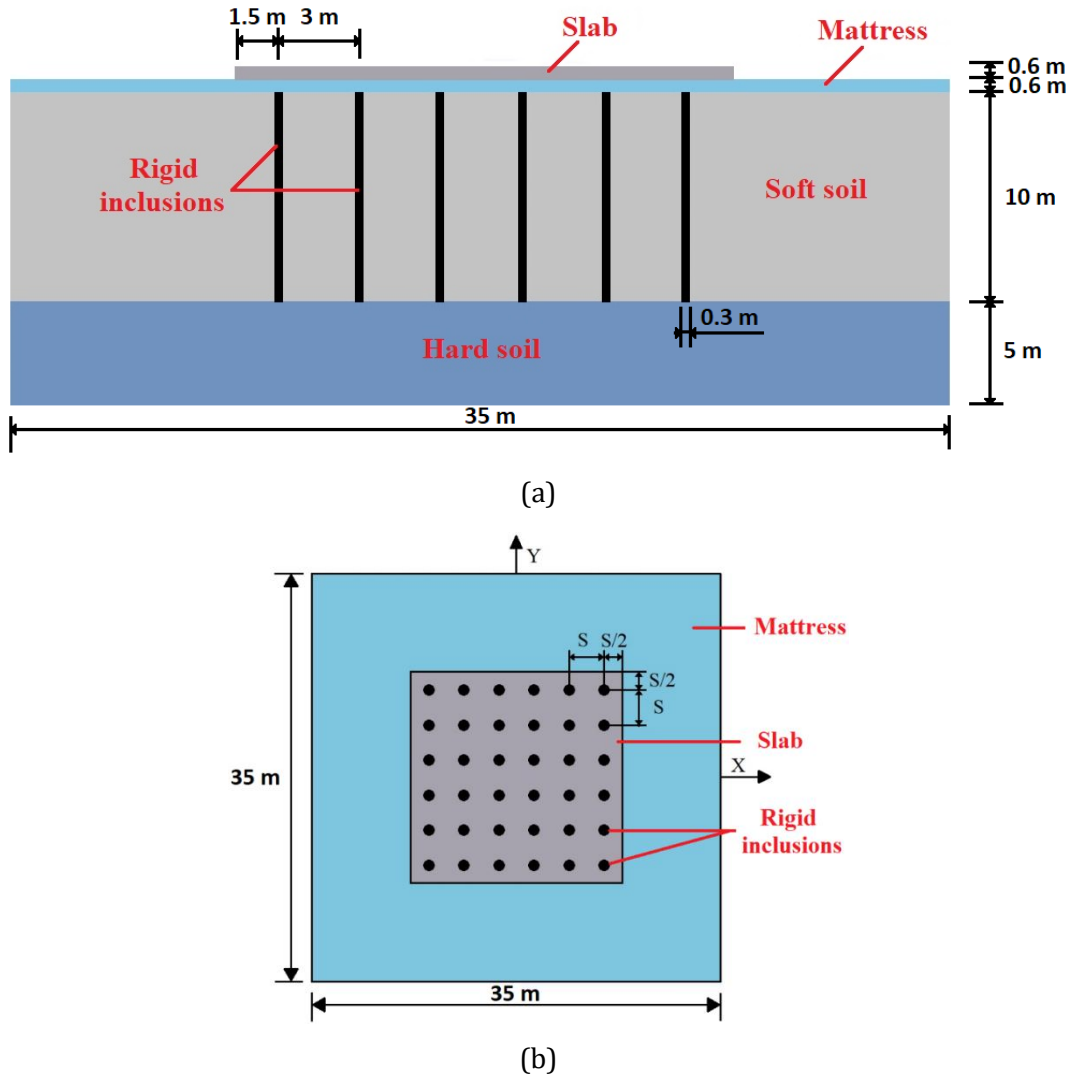 1.5 m
3 m
Slab
Mattress
0.6 m
0.6 m
Rigid
inclusions
Soft soil
10 m
0.3 m
Hard soil
5 m
35 m
(a)
Y
Mattress
S
S/2
S/2
S
Slab
X
35 m
Rigid
inclusions
35 m
(b)